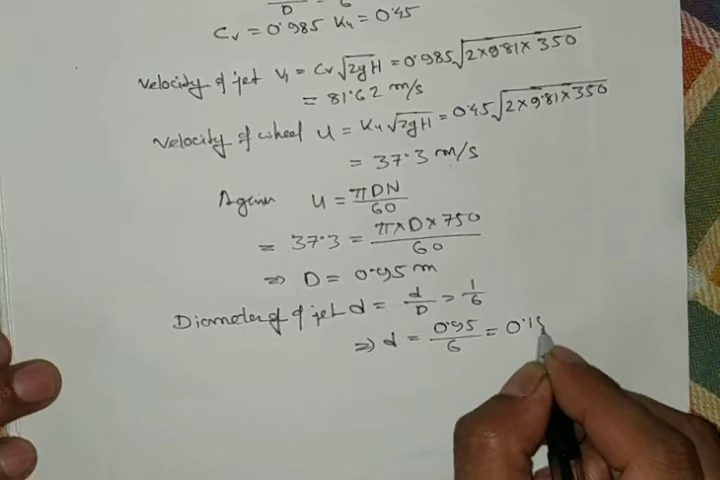 D 6
Cv = 0.985 Ku = 0.45
Velocity of jet V₁ = Cv √2gH = 0.985 √2×9.81×350
= 81.62 m/s
Velocity of wheel u = Ku √2gH = 0.45 √2×9.81×350
= 37.3 m/s
Again u = πDN/60
= 37.3 = π×D×750/60
⇒ D = 0.95 m
Diameter of jet d = d/D = 1/6
⇒ d = 0.95/6 = 0.15